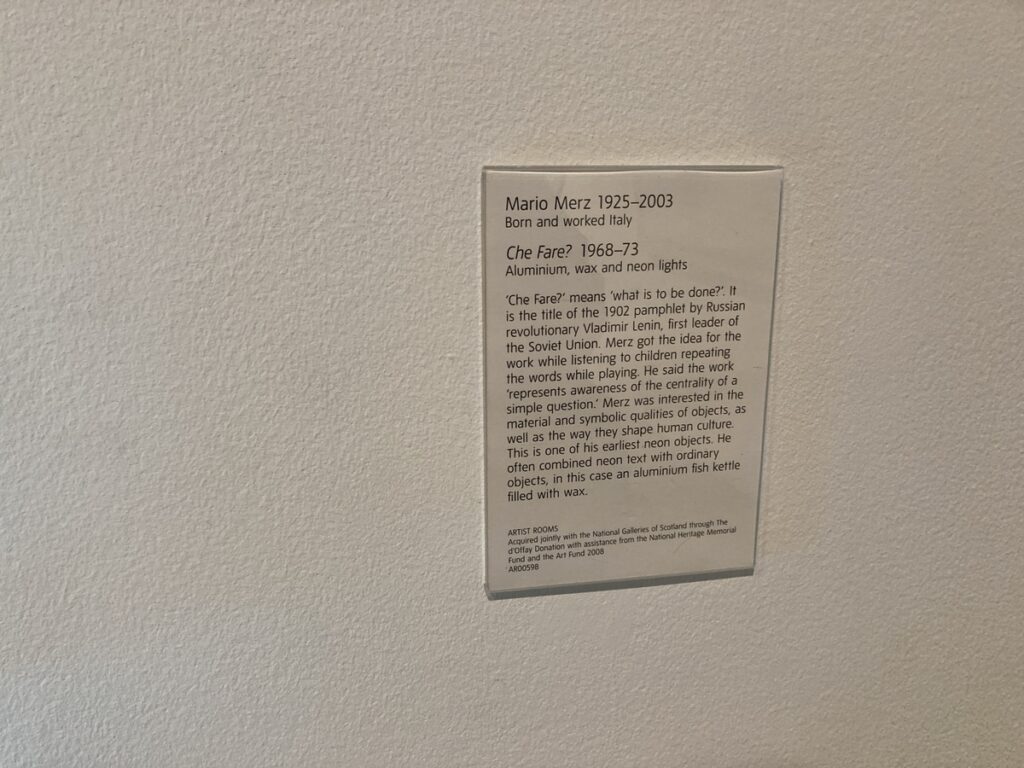 Mario Merz 1925–2003
Born and worked Italy
Che Fare? 1968–73
Aluminium, wax and neon lights
‘Che Fare?’ means ‘what is to be done?’. It
is the title of the 1902 pamphlet by Russian
revolutionary Vladimir Lenin, first leader of
the Soviet Union. Merz got the idea for the
work while listening to children repeating
the words while playing. He said the work
‘represents awareness of the centrality of a
simple question.’ Merz was interested in the
material and symbolic qualities of objects, as
well as the way they shape human culture.
This is one of his earliest neon objects. He
often combined neon text with ordinary
objects, in this case an aluminium fish kettle
filled with wax.
ARTIST ROOMS
Acquired jointly with the National Galleries of Scotland through The
d'Offay Donation with assistance from the National Heritage Memorial
Fund and the Art Fund 2008
AR00598